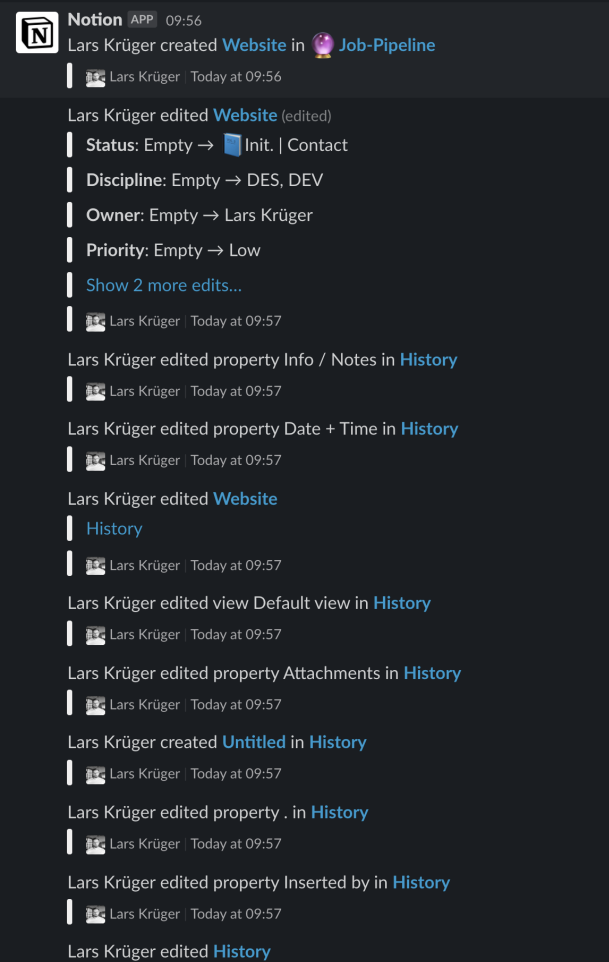 Notion APP 09:56
Lars Krüger created Website in 🔮 Job-Pipeline
Lars Krüger | Today at 09:56
Lars Krüger edited Website (edited)
Status: Empty → 📘Init. | Contact
Discipline: Empty → DES, DEV
Owner: Empty → Lars Krüger
Priority: Empty → Low
Show 2 more edits...
Lars Krüger | Today at 09:57
Lars Krüger edited property Info / Notes in History
Lars Krüger | Today at 09:57
Lars Krüger edited property Date + Time in History
Lars Krüger | Today at 09:57
Lars Krüger edited Website
History
Lars Krüger | Today at 09:57
Lars Krüger edited view Default view in History
Lars Krüger | Today at 09:57
Lars Krüger edited property Attachments in History
Lars Krüger | Today at 09:57
Lars Krüger created Untitled in History
Lars Krüger | Today at 09:57
Lars Krüger edited property . in History
Lars Krüger | Today at 09:57
Lars Krüger edited property Inserted by in History
Lars Krüger | Today at 09:57
Lars Krüger edited History